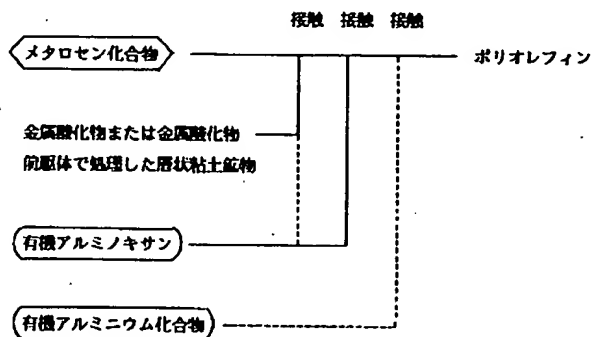 接触 接触 接触
メタロセン化合物
ポリオレフィン
金属酸化物または金属酸化物
前駆体で処理した層状粘土鉱物
有機アルミノキサン
有機アルミニウム化合物